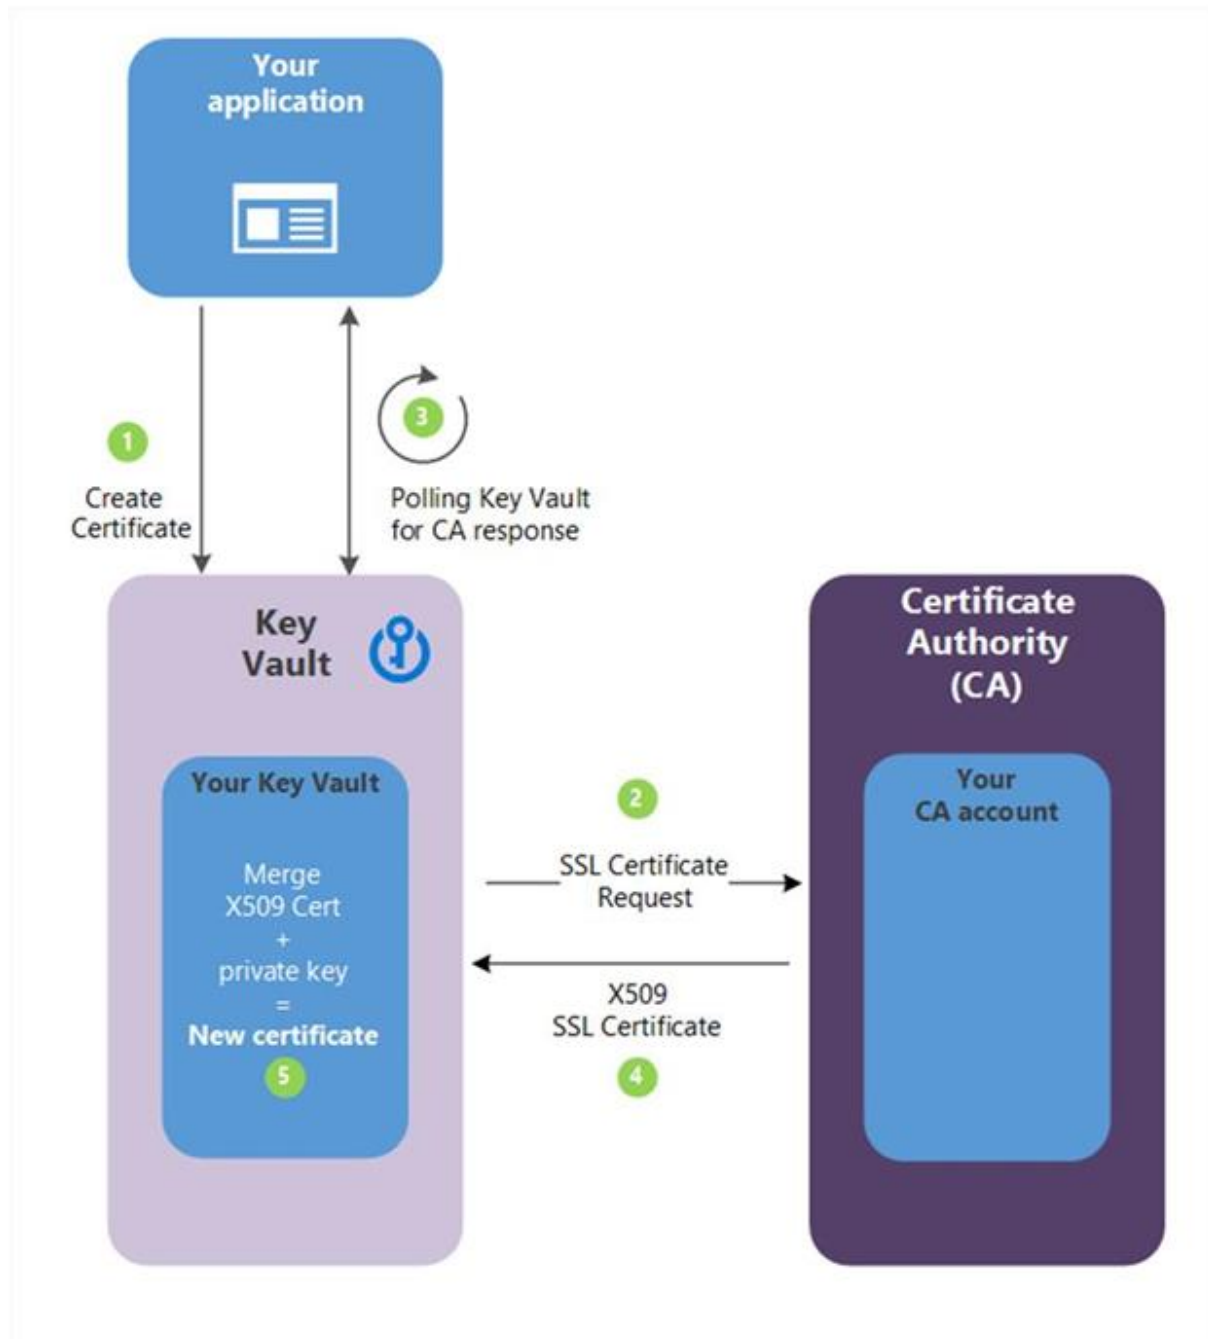 Your
application
1
3
Create
Certificate
Polling Key Vault
for CA response
Key
Vault
Certificate
Authority
(CA)
Your Key Vault
Merge
X509 Cert
+
private key
=
New certificate
5
2
SSL Certificate
Request
X509
SSL Certificate
4
Your
CA account